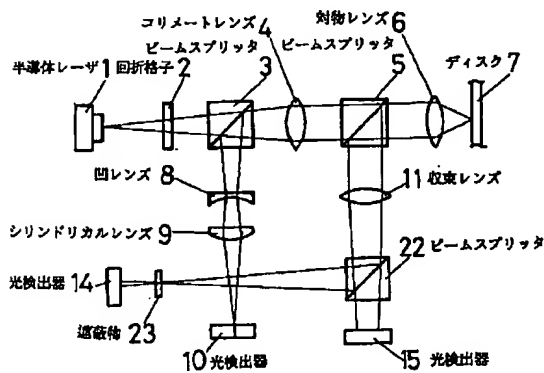 コリメートレンズ 4
対物レンズ 6
ビームスプリッタ 3
ビームスプリッタ 5
ディスク 7
半導体レーザ 1
回折格子 2
凹レンズ 8
11 収束レンズ
シリンドリカルレンズ 9
22 ビームスプリッタ
光検出器 14
遮蔽物 23
10 光検出器
15 光検出器